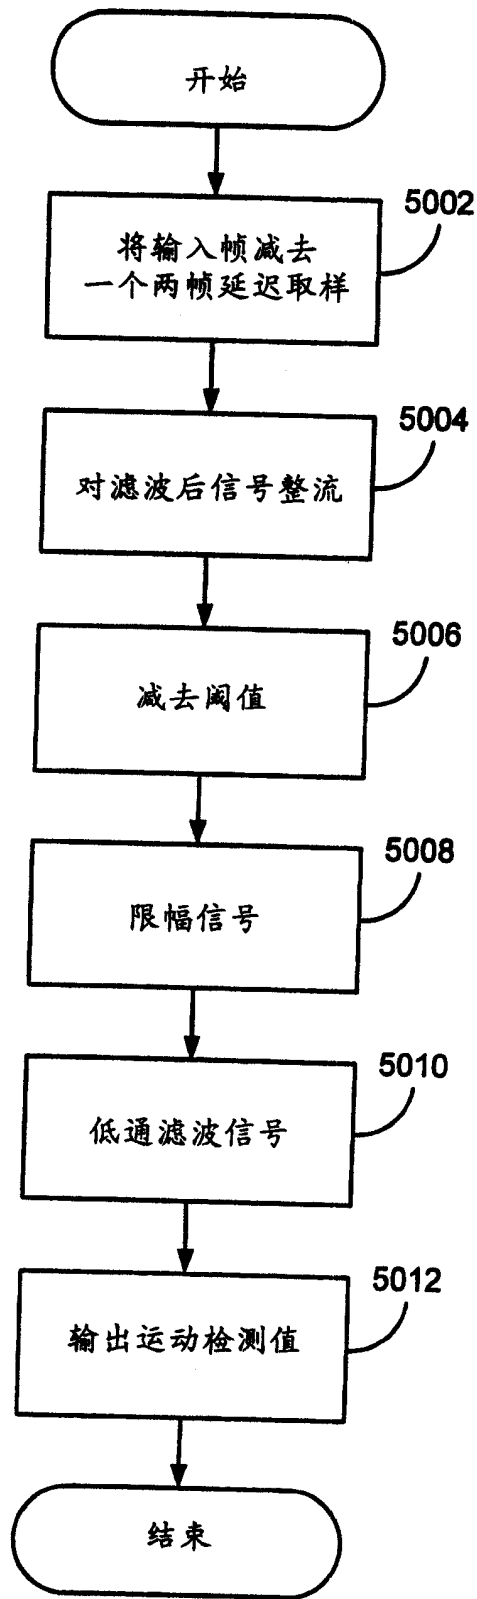 开始
5002
将输入帧减去
一个两帧延迟取样
5004
对滤波后信号整流
5006
减去阈值
5008
限幅信号
5010
低通滤波信号
5012
输出运动检测值
结束